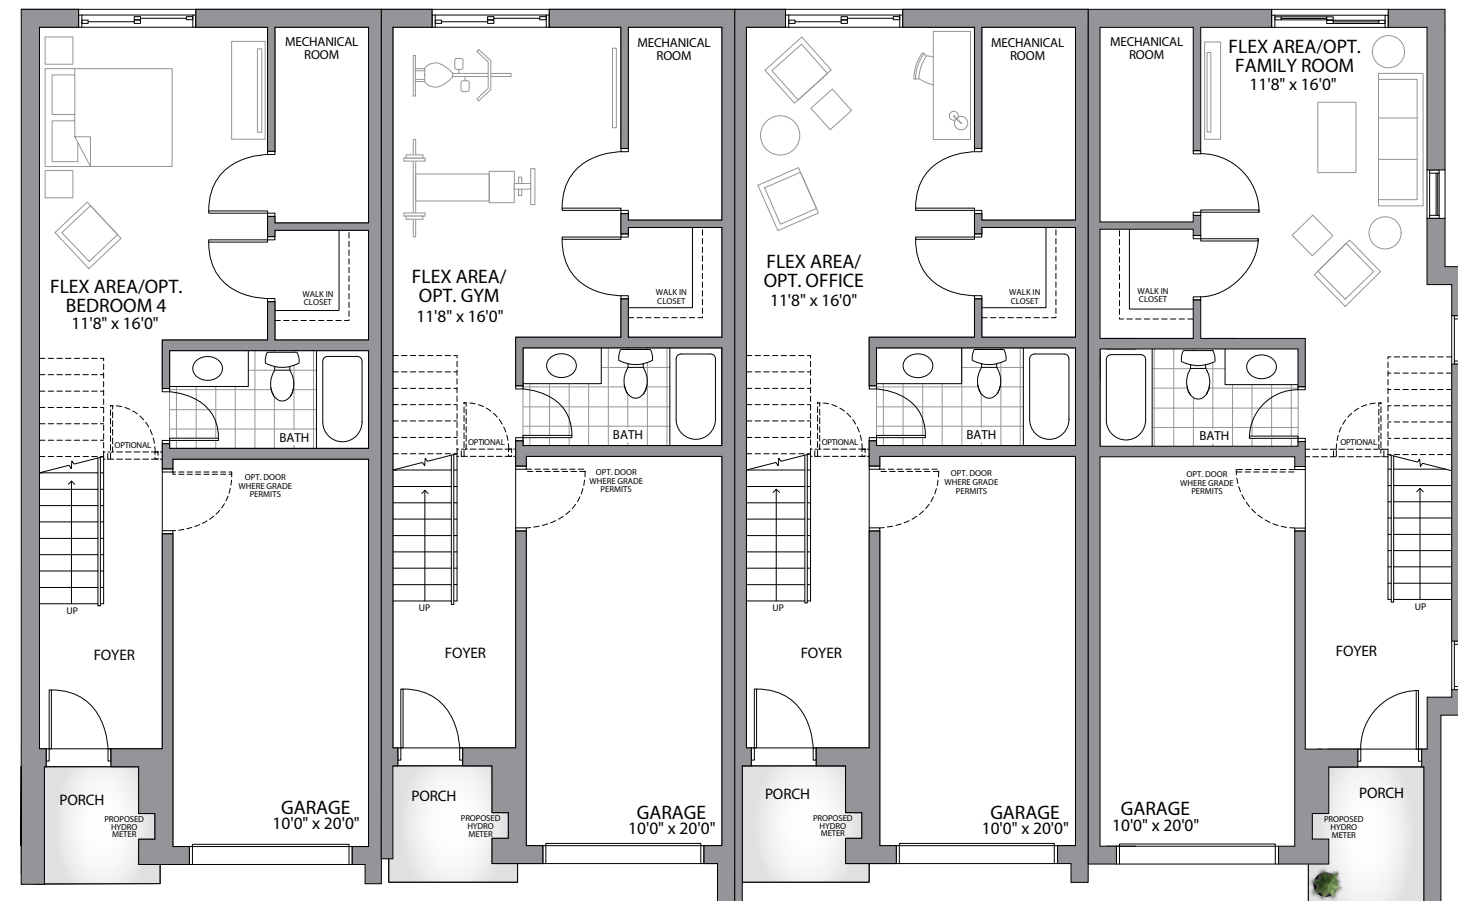 MECHANICAL
ROOM
FLEX AREA/OPT.
BEDROOM 4
11'8" x 16'0"
WALK IN
CLOSET
BATH
OPTIONAL
OPT. DOOR
WHERE GRADE
PERMITS
UP
FOYER
PORCH
PROPOSED
HYDRO
METER
GARAGE
10'0" x 20'0"
MECHANICAL
ROOM
FLEX AREA/
OPT. GYM
11'8" x 16'0"
WALK IN
CLOSET
BATH
OPTIONAL
OPT. DOOR
WHERE GRADE
PERMITS
UP
FOYER
PORCH
PROPOSED
HYDRO
METER
GARAGE
10'0" x 20'0"
MECHANICAL
ROOM
FLEX AREA/
OPT. OFFICE
11'8" x 16'0"
WALK IN
CLOSET
BATH
OPTIONAL
OPT. DOOR
WHERE GRADE
PERMITS
UP
FOYER
PORCH
PROPOSED
HYDRO
METER
GARAGE
10'0" x 20'0"
MECHANICAL
ROOM
FLEX AREA/OPT.
FAMILY ROOM
11'8" x 16'0"
WALK IN
CLOSET
BATH
OPTIONAL
OPT. DOOR
WHERE GRADE
PERMITS
UP
FOYER
PORCH
PROPOSED
HYDRO
METER
GARAGE
10'0" x 20'0"